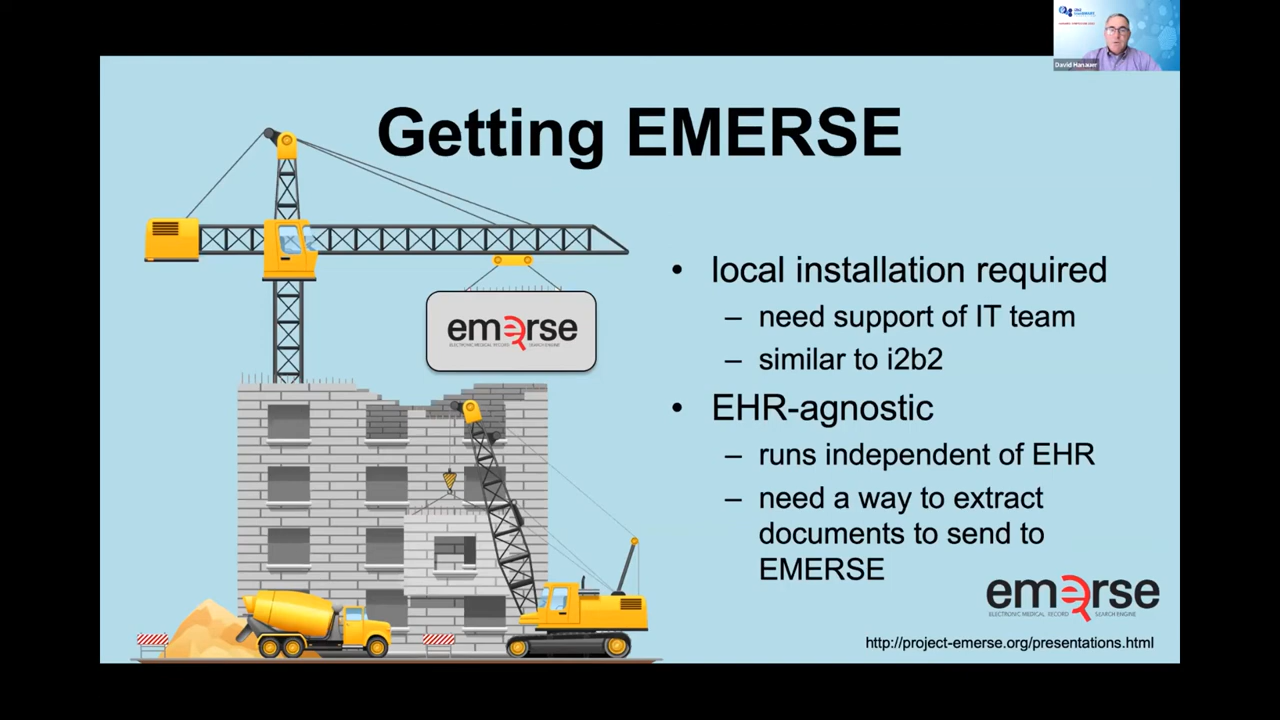 David Hanauer
Getting EMERSE
• local installation required
– need support of IT team
– similar to i2b2
• EHR-agnostic
– runs independent of EHR
– need a way to extract
documents to send to
EMERSE
emerse
ELECTRONIC MEDICAL RECORD SEARCH ENGINE
emerse
ELECTRONIC MEDICAL RECORD SEARCH ENGINE
http://project-emerse.org/presentations.html